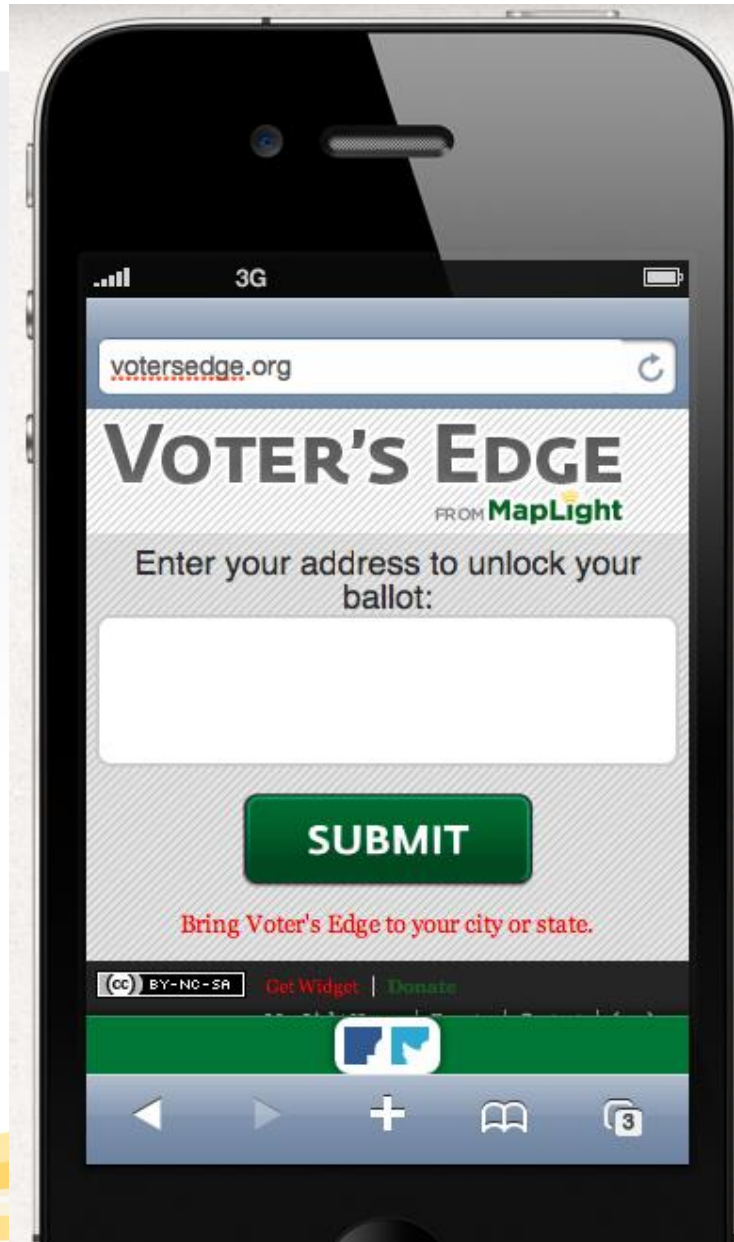 3G
votersedge.org
VOTER'S EDGE
FROM MapLight
Enter your address to unlock your
ballot:
SUBMIT
Bring Voter's Edge to your city or state.
(cc) BY-NC-SA Get Widget | Donate
3